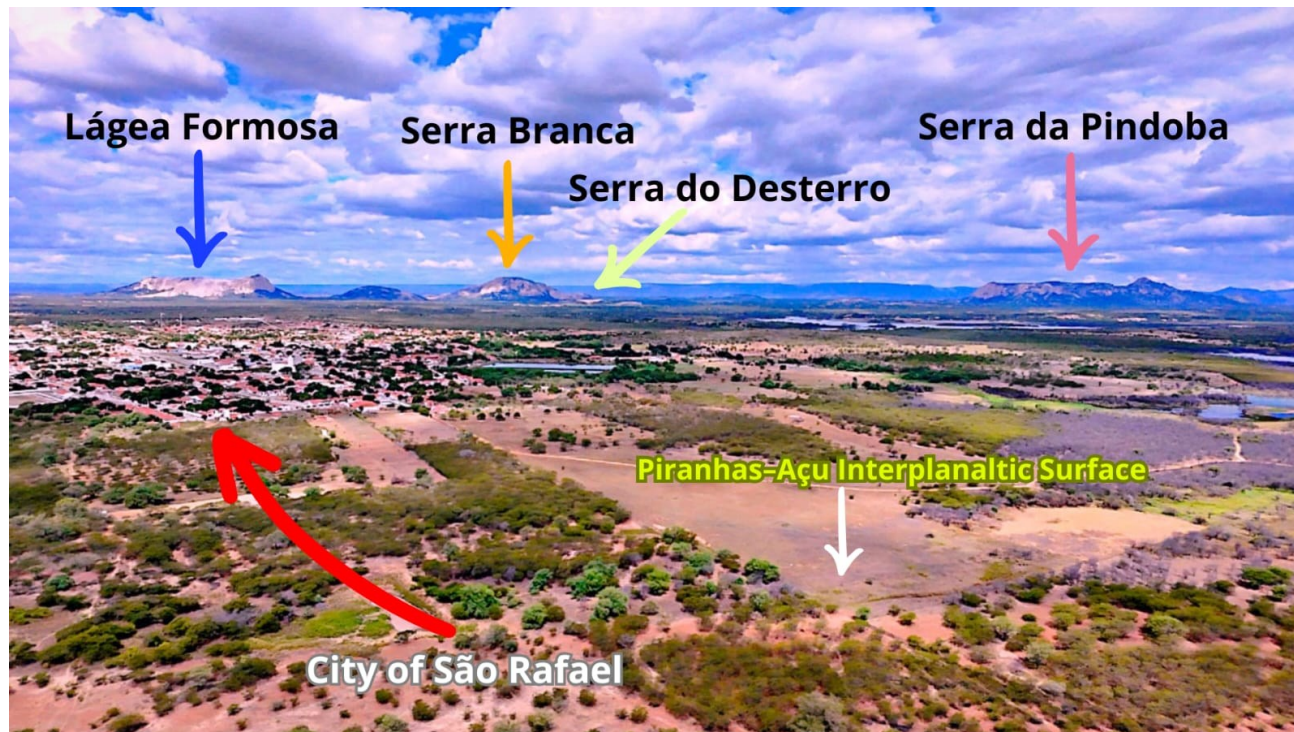 Lágea Formosa
Serra Branca
Serra da Pindoba
Serra do Desterro
Piranhas–Açu Interplanaltic Surface
City of São Rafael